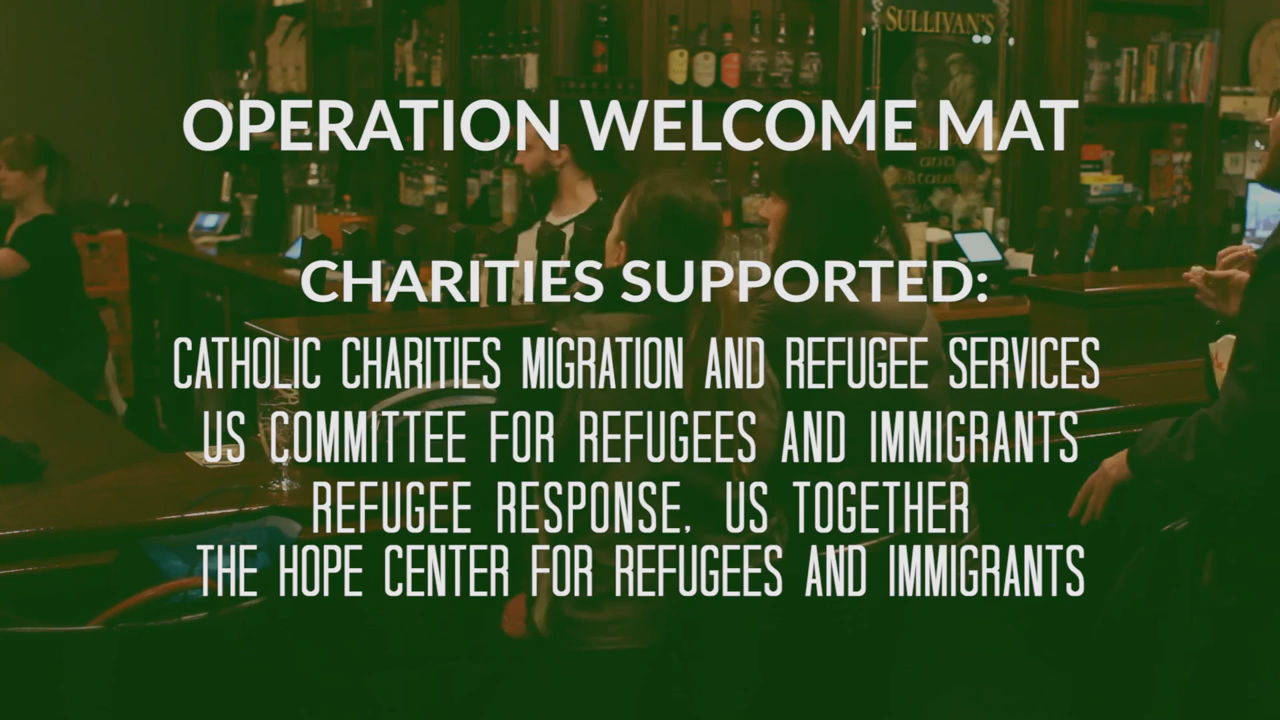 SULLIVAN'S
OPERATION WELCOME MAT
CHARITIES SUPPORTED:
CATHOLIC CHARITIES MIGRATION AND REFUGEE SERVICES
US COMMITTEE FOR REFUGEES AND IMMIGRANTS
REFUGEE RESPONSE, US TOGETHER
THE HOPE CENTER FOR REFUGEES AND IMMIGRANTS